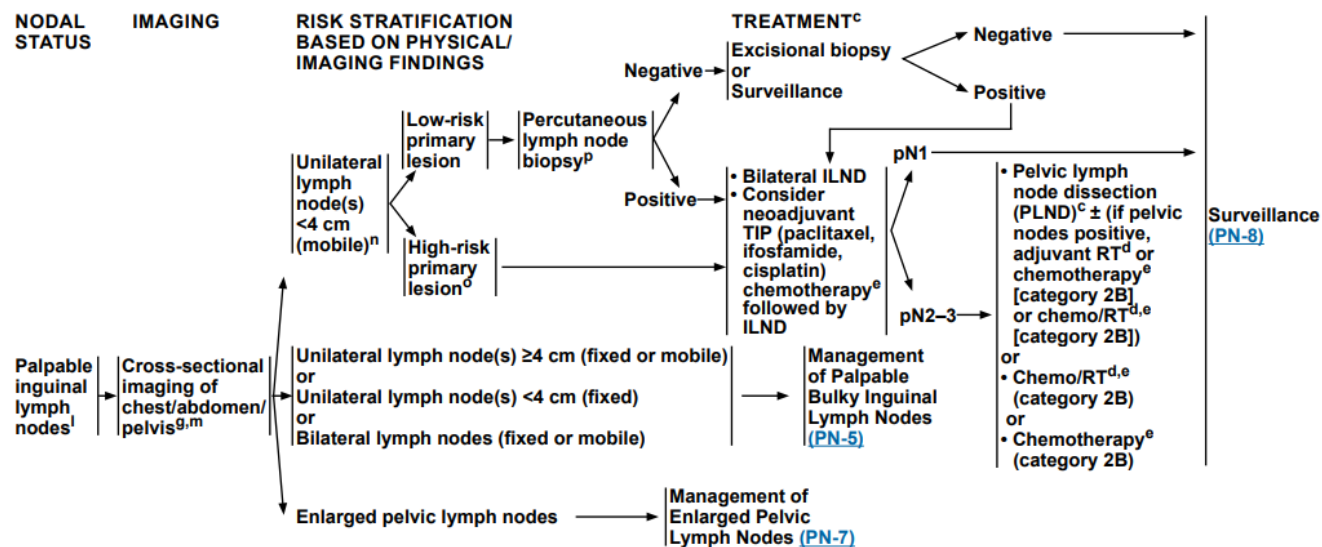 NODAL
STATUS
IMAGING
RISK STRATIFICATION
BASED ON PHYSICAL/
IMAGING FINDINGS
TREATMENTᶜ
Palpable
inguinal
lymph
nodesˡ
Cross-sectional
imaging of
chest/abdomen/
pelvisᵍ,ᵐ
Unilateral
lymph
node(s)
<4 cm
(mobile)ⁿ
Low-risk
primary
lesion
Percutaneous
lymph node
biopsyᵖ
Negative
Excisional biopsy
or
Surveillance
Negative
Positive
Positive
High-risk
primary
lesionᵒ
• Bilateral ILND
• Consider
neoadjuvant
TIP (paclitaxel,
ifosfamide,
cisplatin)
chemotherapyᵉ
followed by
ILND
pN1
pN2–3
• Pelvic lymph
node dissection
(PLND)ᶜ ± (if pelvic
nodes positive,
adjuvant RTᵈ or
chemotherapyᵉ
[category 2B]
or chemo/RTᵈ,ᵉ
[category 2B])
or
• Chemo/RTᵈ,ᵉ
(category 2B)
or
• Chemotherapyᵉ
(category 2B)
Surveillance
(PN-8)
Unilateral lymph node(s) ≥4 cm (fixed or mobile)
or
Unilateral lymph node(s) <4 cm (fixed)
or
Bilateral lymph nodes (fixed or mobile)
Management
of Palpable
Bulky Inguinal
Lymph Nodes
(PN-5)
Enlarged pelvic lymph nodes
Management of
Enlarged Pelvic
Lymph Nodes (PN-7)